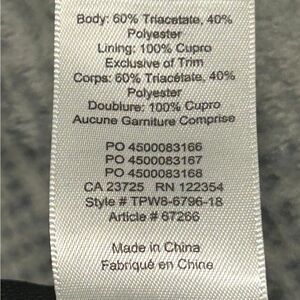 Body: 60% Triacetate, 40%
Polyester
Lining: 100% Cupro
Exclusive of Trim
Corps: 60% Triacétate, 40%
Polyester
Doublure: 100% Cupro
Aucune Garniture Comprise
PO 4500083166
PO 4500083167
PO 4500083168
CA 23725 RN 122354
Style # TPW8-6796-18
Article # 67266
Made in China
Fabriqué en Chine